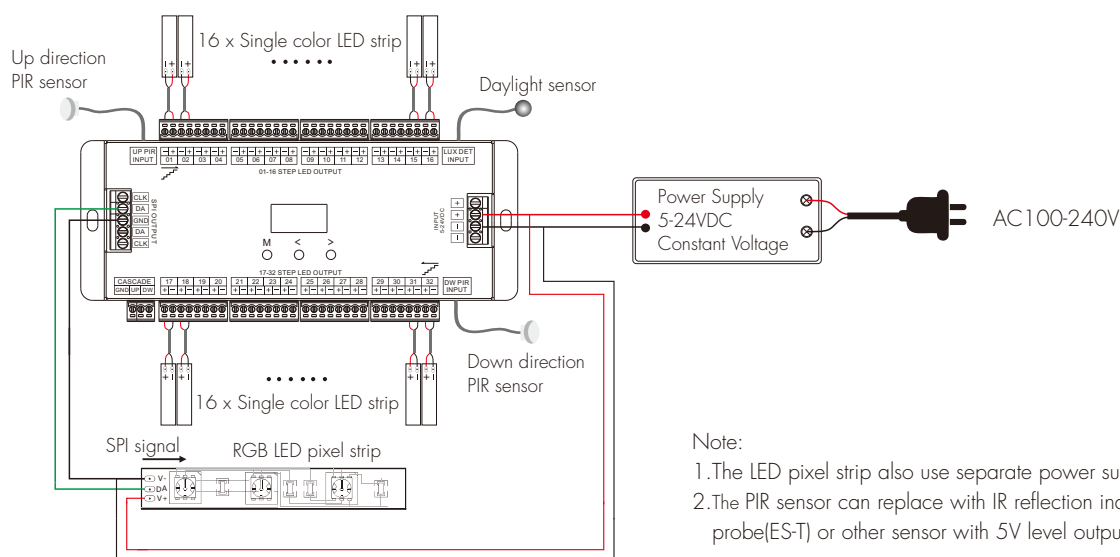 16 x Single color LED strip
Up direction
PIR sensor
Daylight sensor
UP PIR
INPUT
- + - + - + - +
01 02 03 04
- + - + - + - +
05 06 07 08
- + - + - + - +
09 10 11 12
- + - + - + - +
13 14 15 16
LUX DET
INPUT
01-16 STEP LED OUTPUT
CLK
DA
GND
DA
CLK
SPI OUTPUT
M < >
INPUT
5-24VDC
+
+
-
-
Power Supply
5-24VDC
Constant Voltage
AC100-240V
17-32 STEP LED OUTPUT
CASCADE
GND UP DW
17 18 19 20
+ - + - + - + -
21 22 23 24
+ - + - + - + -
25 26 27 28
+ - + - + - + -
29 30 31 32
+ - + - + - + -
DW PIR
INPUT
Down direction
PIR sensor
16 x Single color LED strip
SPI signal
RGB LED pixel strip
V-
DA
V+
Note:
1.The LED pixel strip also use separate power su
2.The PIR sensor can replace with IR reflection
probe(ES-T) or other sensor with 5V level outpu